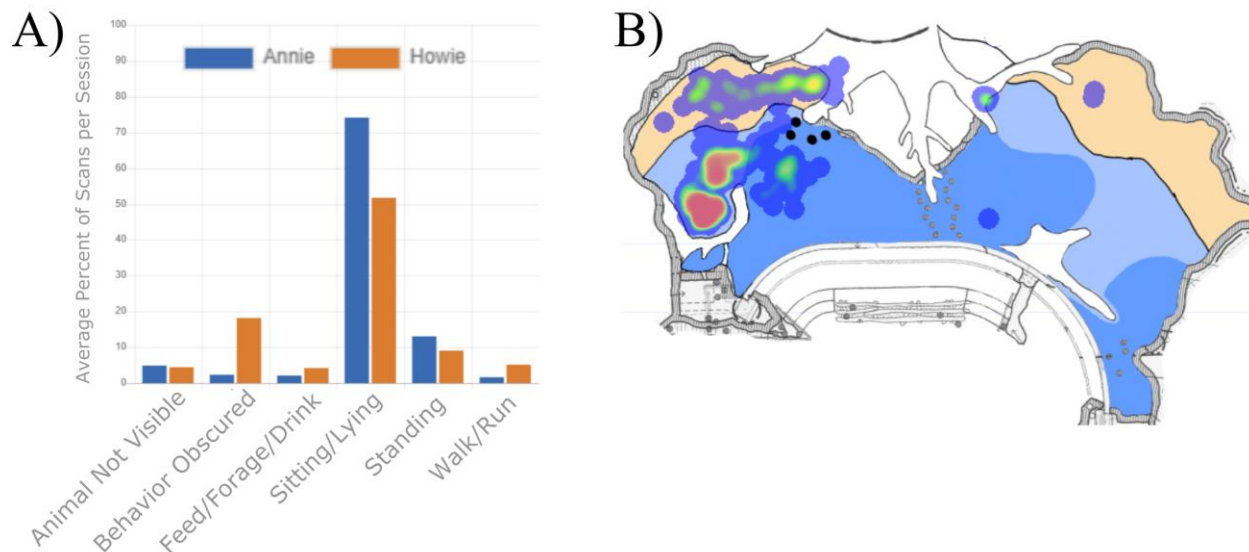 A)
Average Percent of Scans per Session
100
90
80
70
60
50
40
30
20
10
0
Annie
Howie
Animal Not Visible
Behavior Obscured
Feed/Forage/Drink
Sitting/Lying
Standing
Walk/Run
B)